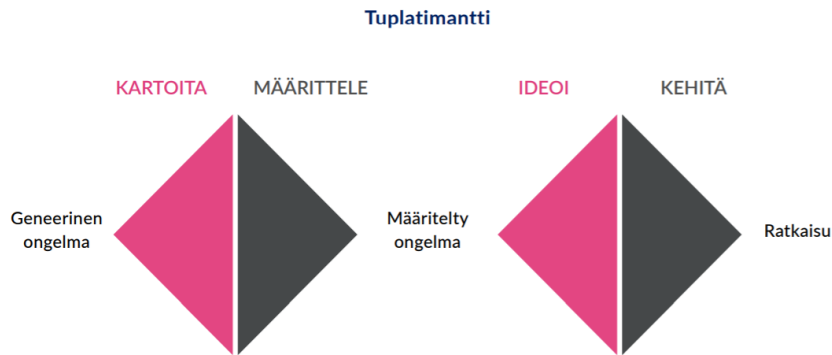 Tuplatimantti
KARTOITA
MÄÄRITTELE
IDEOI
KEHITÄ
Geneerinen
ongelma
Määritelty
ongelma
Ratkaisu